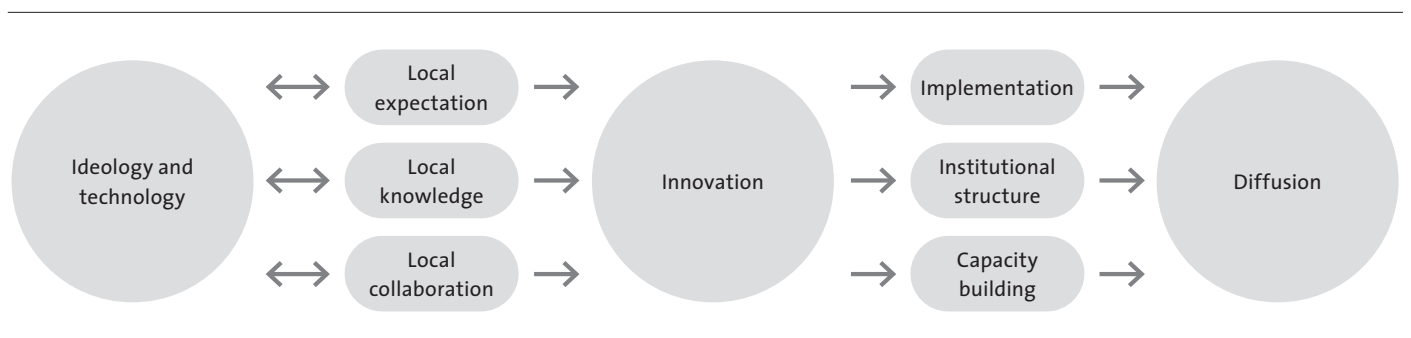 Ideology and
technology
Local
expectation
Local
knowledge
Local
collaboration
Innovation
Implementation
Institutional
structure
Capacity
building
Diffusion